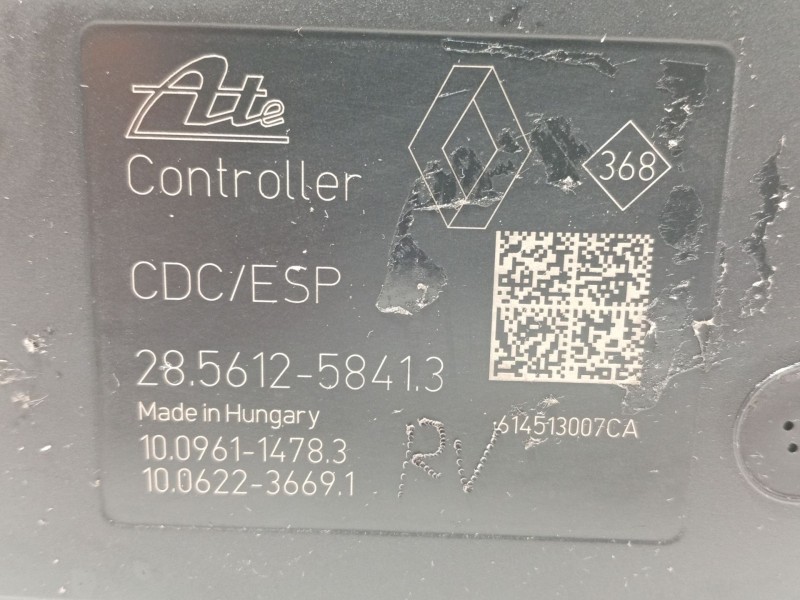 Ate
Controller
368
CDC/ESP
28.5612-5841.3
Made in Hungary
614513007CA
10.0961-1478.3
RV
10.0622-3669.1